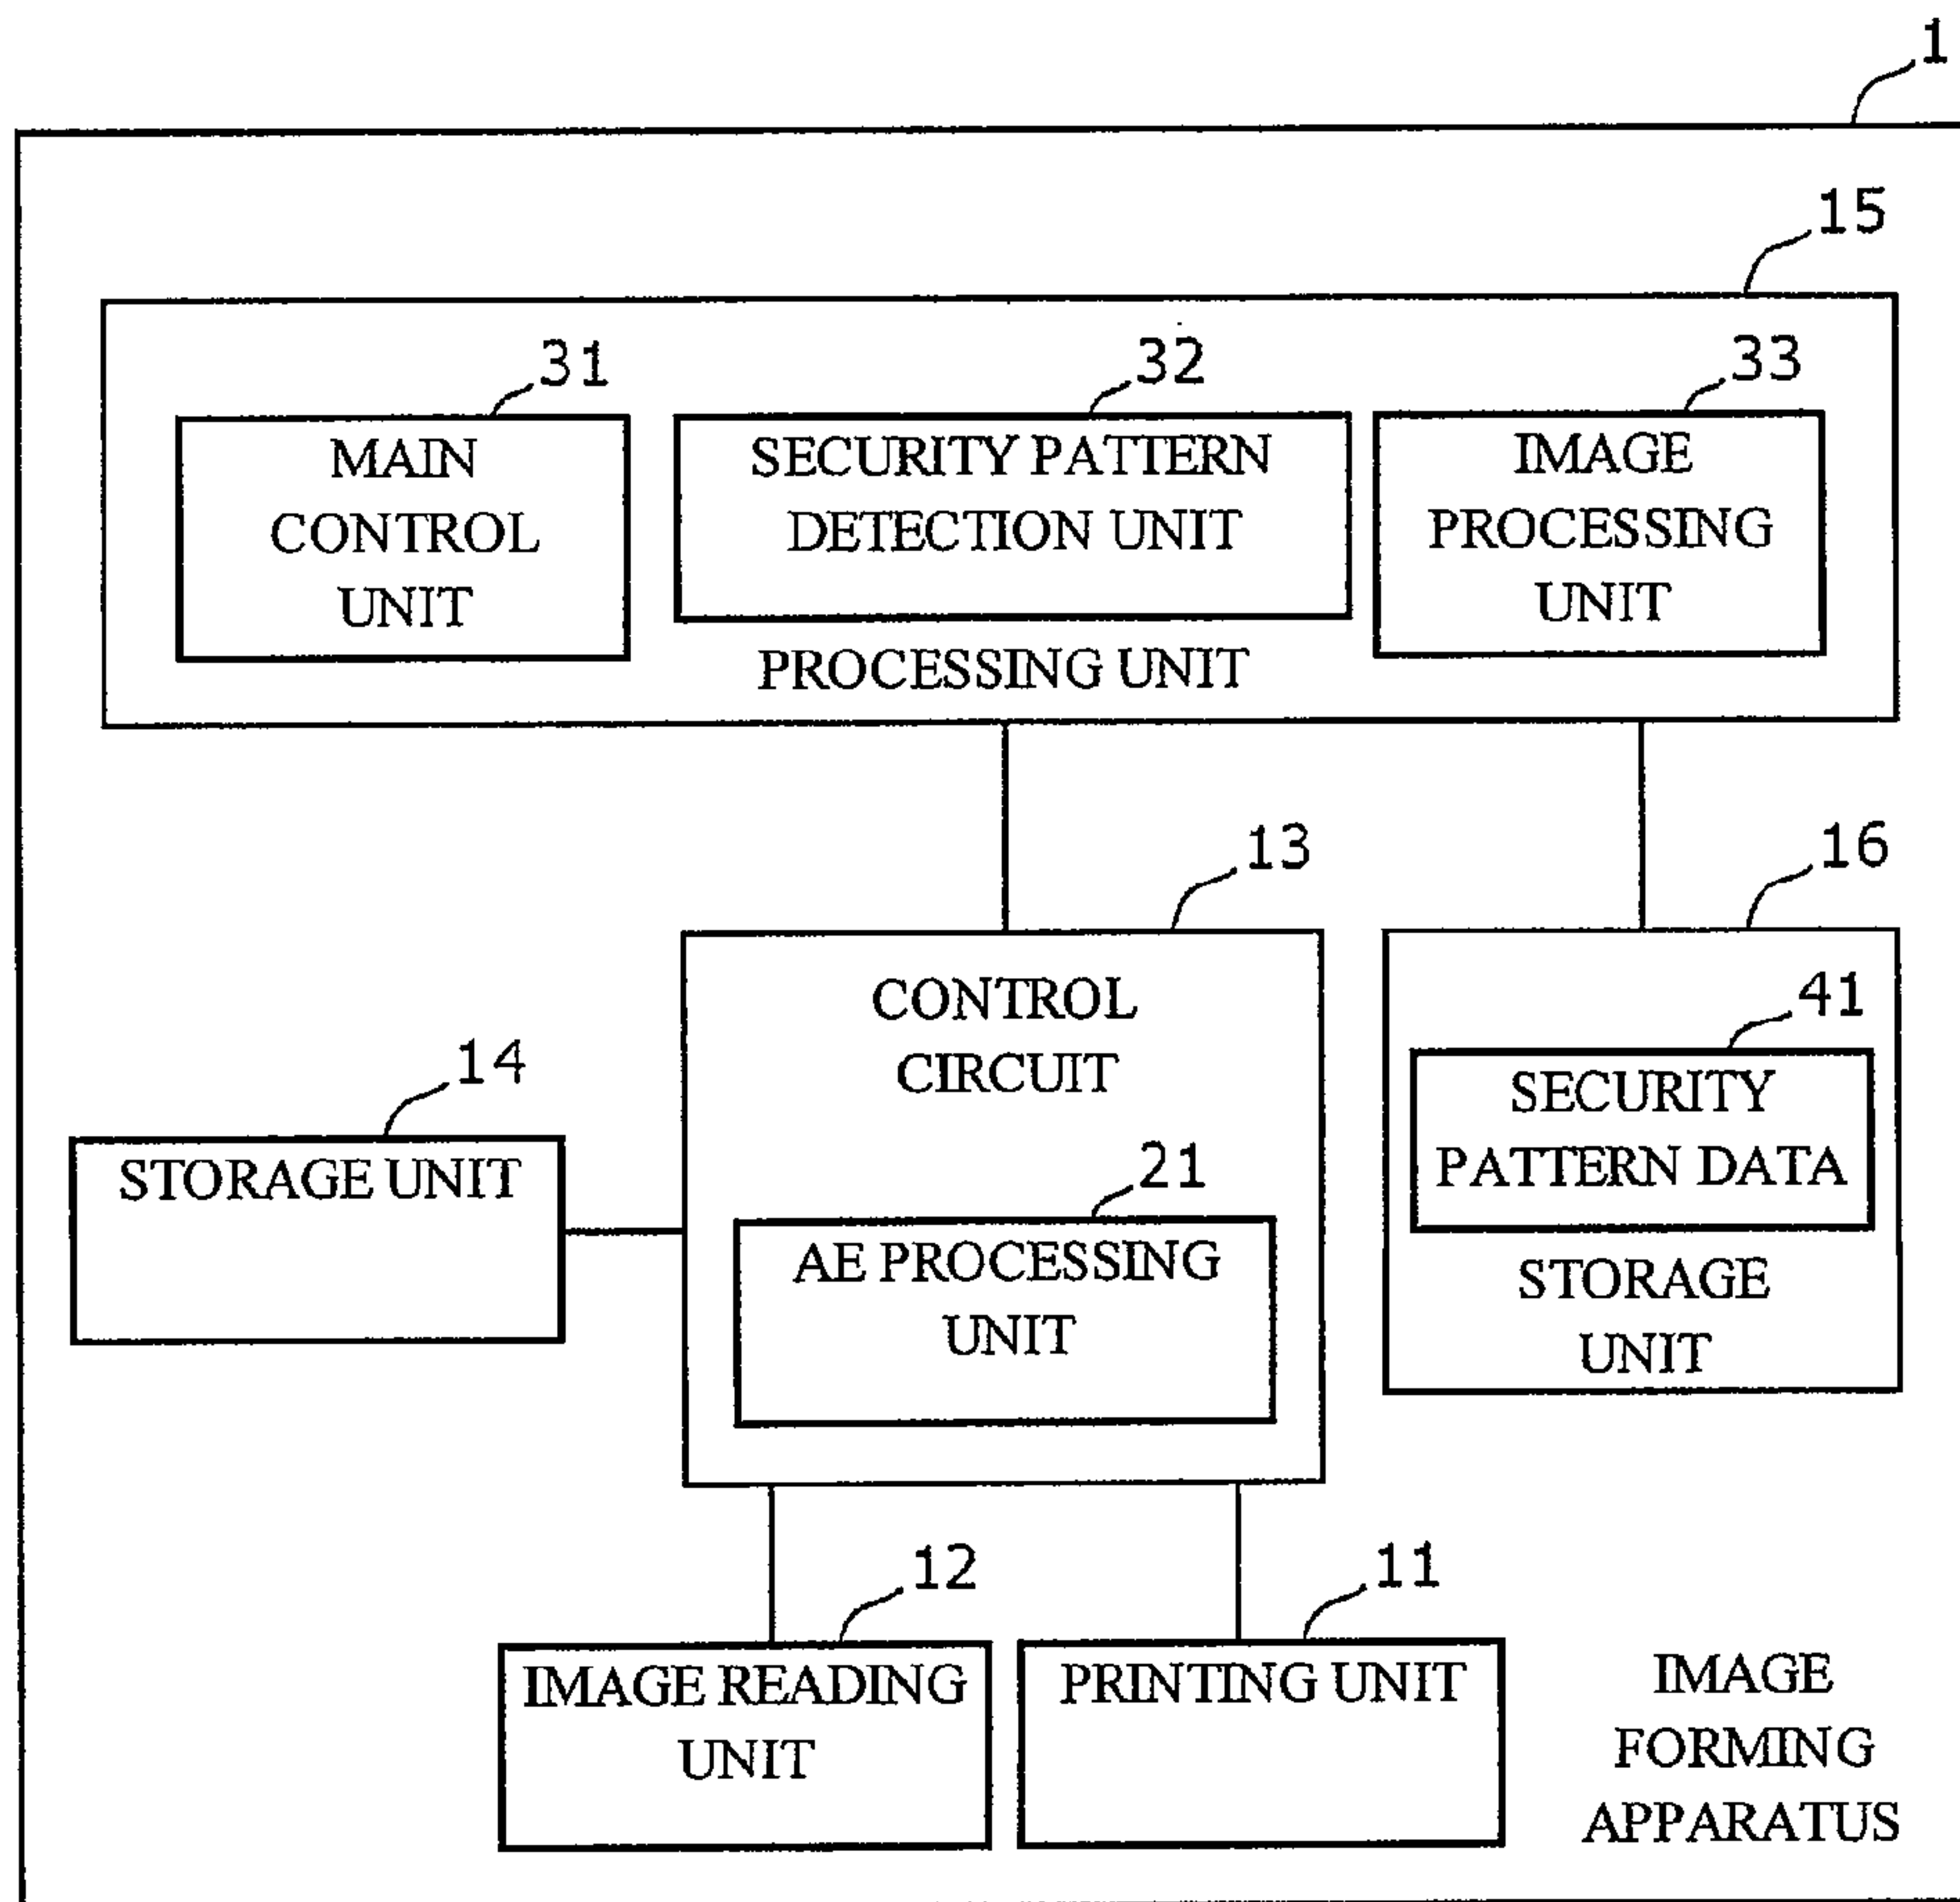 1
15
31
32
33
MAIN
CONTROL
UNIT
SECURITY PATTERN
DETECTION UNIT
IMAGE
PROCESSING
UNIT
PROCESSING UNIT
13
16
CONTROL
CIRCUIT
41
SECURITY
PATTERN DATA
STORAGE
UNIT
14
STORAGE UNIT
21
AE PROCESSING
UNIT
12
IMAGE READING
UNIT
11
PRINTING UNIT
IMAGE
FORMING
APPARATUS